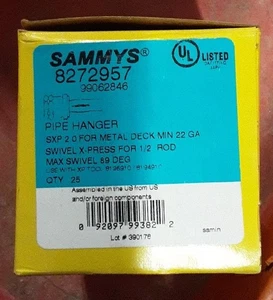 SAMMYS®
UL LISTED
8272957
99062846
PIPE HANGER
SXP 2.0 FOR METAL DECK MIN 22 GA
SWIVEL X-PRESS FOR 1/2 ROD
MAX SWIVEL 89 DEG
QTY 25
Assembled in the US from US
and/or foreign components
0 92097 99382 2
Lot # 390176